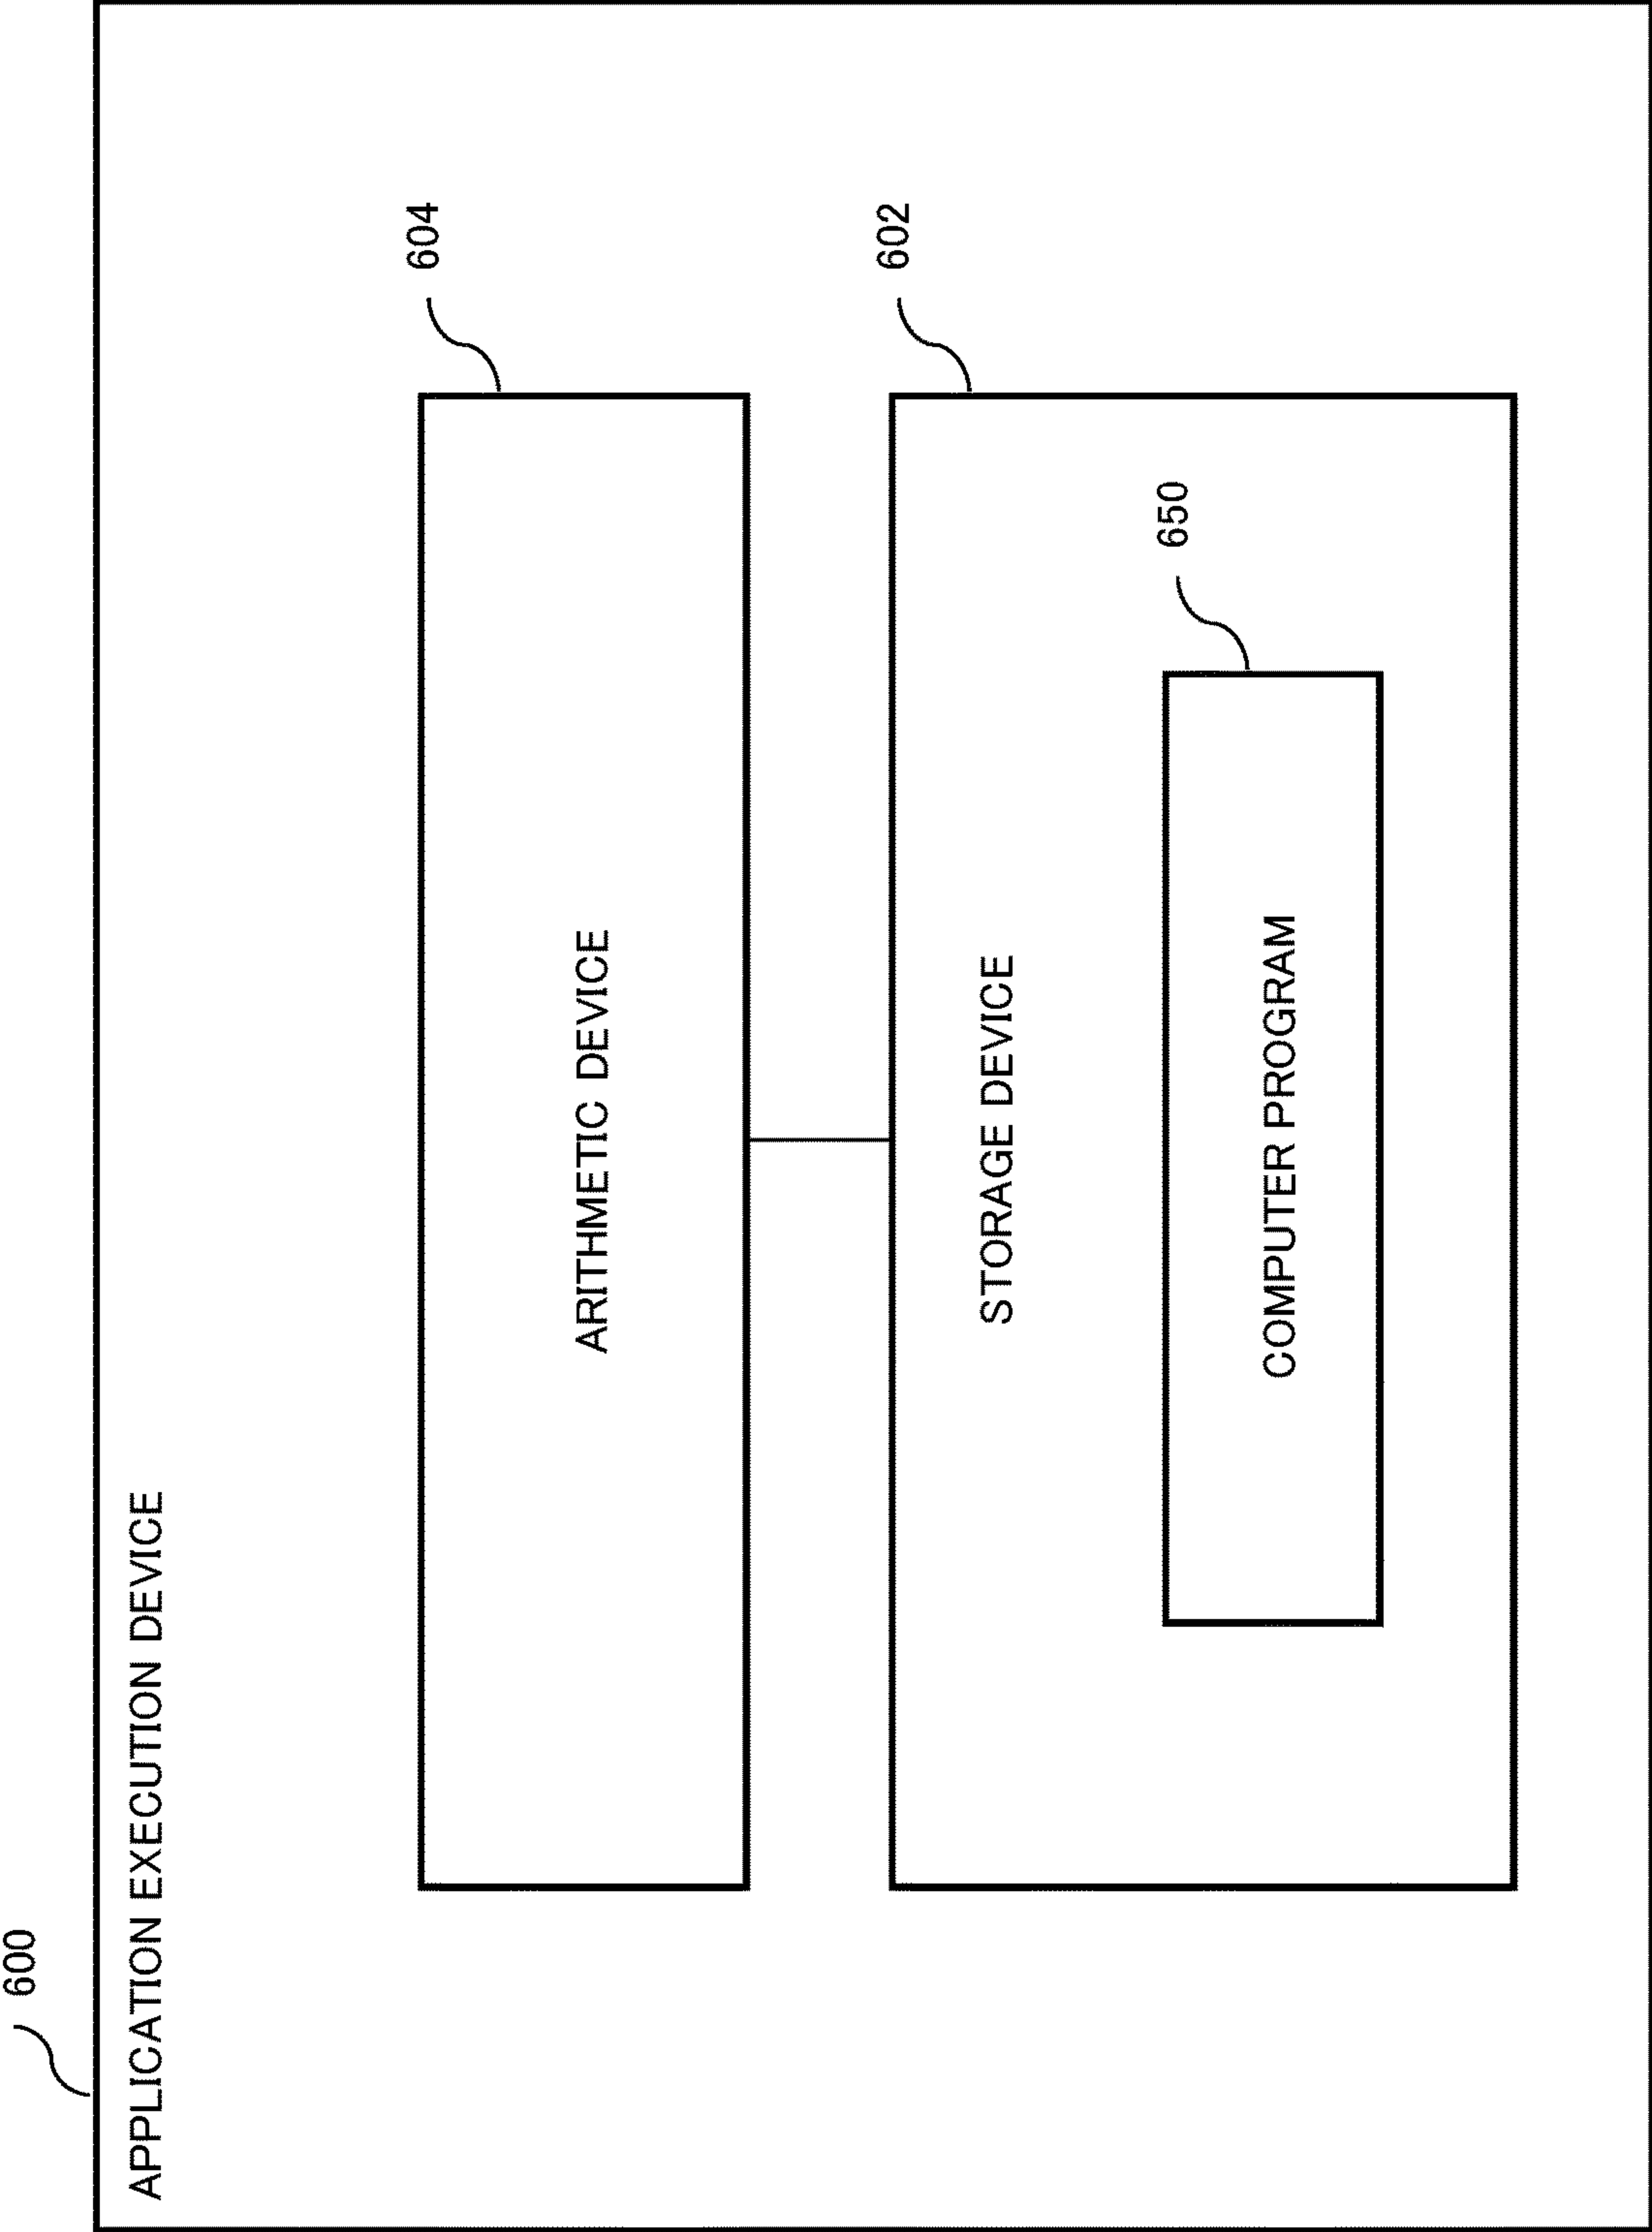 600
APPLICATION EXECUTION DEVICE
604
ARITHMETIC DEVICE
602
STORAGE DEVICE
650
COMPUTER PROGRAM